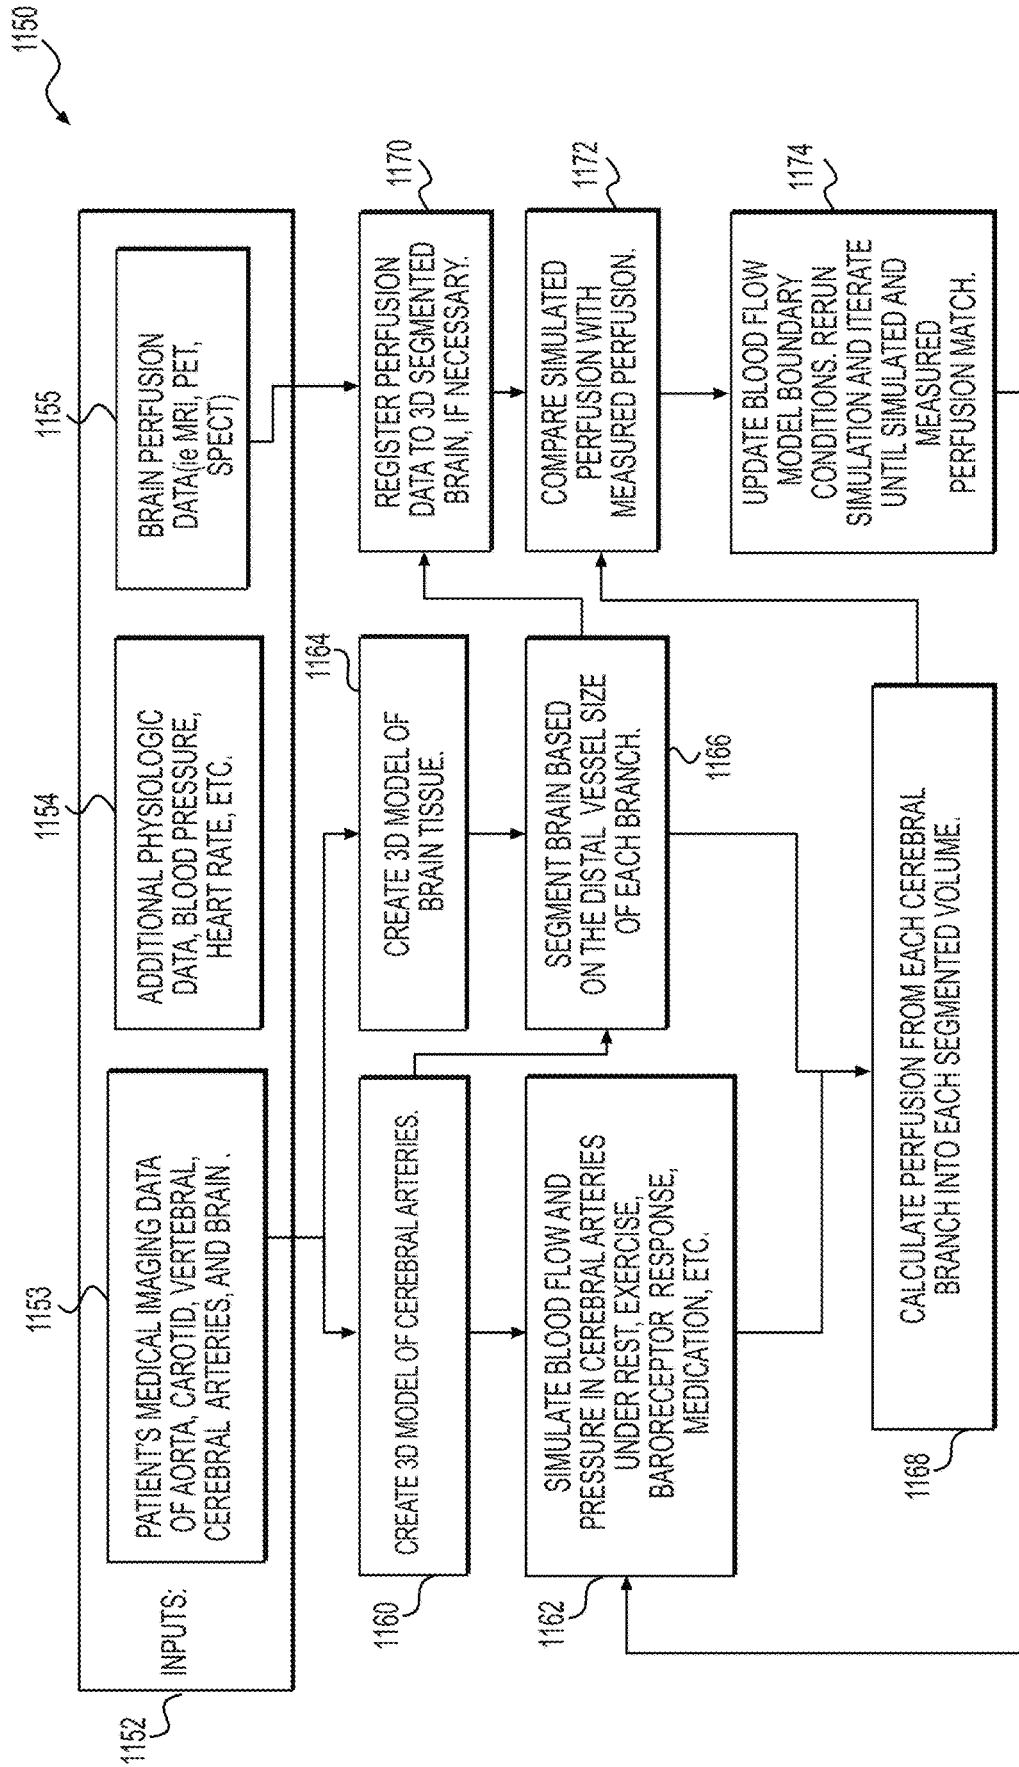 1150
1152
INPUTS:
1153
PATIENT'S MEDICAL IMAGING DATA
OF AORTA, CAROTID, VERTEBRAL,
CEREBRAL ARTERIES, AND BRAIN .
1154
ADDITIONAL PHYSIOLOGIC
DATA, BLOOD PRESSURE,
HEART RATE, ETC.
1155
BRAIN PERFUSION
DATA(ie MRI, PET,
SPECT)
1160
CREATE 3D MODEL OF CEREBRAL ARTERIES.
1164
CREATE 3D MODEL OF
BRAIN TISSUE.
1170
REGISTER PERFUSION
DATA TO 3D SEGMENTED
BRAIN, IF NECESSARY.
1162
SIMULATE BLOOD FLOW AND
PRESSURE IN CEREBRAL ARTERIES
UNDER REST, EXERCISE,
BARORECEPTOR RESPONSE,
MEDICATION, ETC.
SEGMENT BRAIN BASED
ON THE DISTAL VESSEL SIZE
OF EACH BRANCH.
1166
1172
COMPARE SIMULATED
PERFUSION WITH
MEASURED PERFUSION.
1174
UPDATE BLOOD FLOW
MODEL BOUNDARY
CONDITIONS. RERUN
SIMULATION AND ITERATE
UNTIL SIMULATED AND
MEASURED
PERFUSION MATCH.
1168
CALCULATE PERFUSION FROM EACH CEREBRAL
BRANCH INTO EACH SEGMENTED VOLUME.